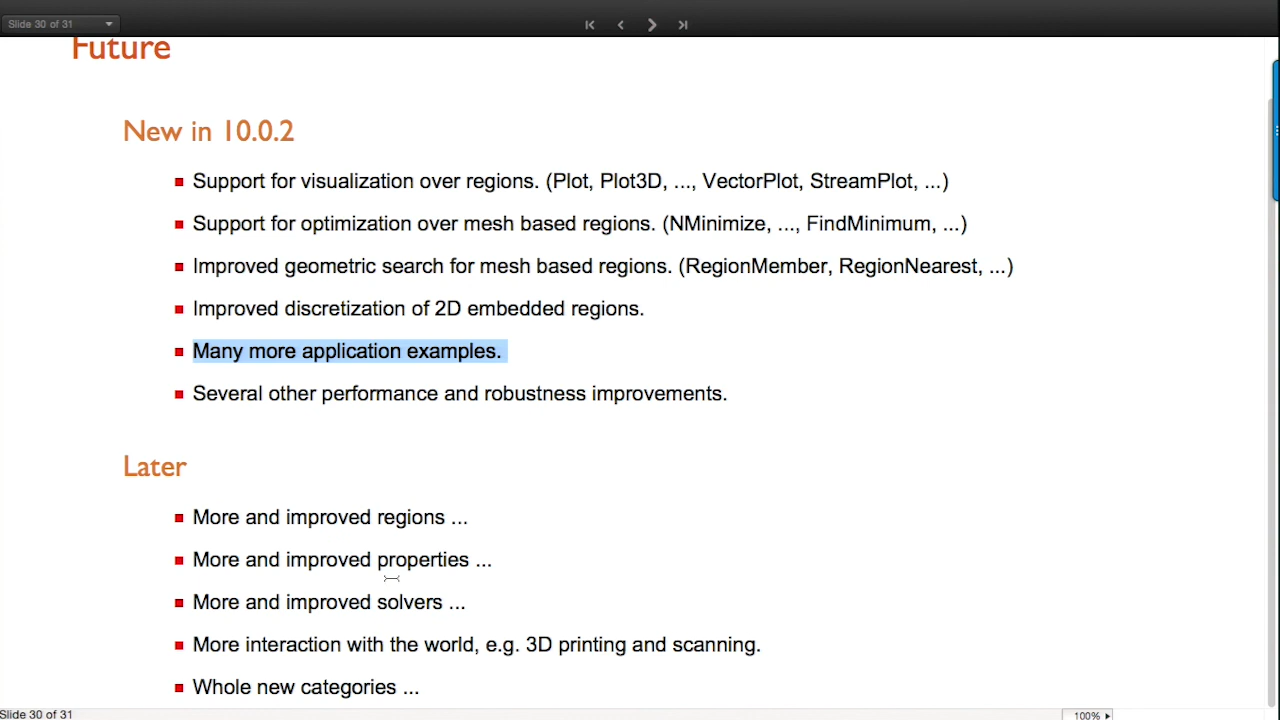 Slide 30 of 31
Future
New in 10.0.2
Support for visualization over regions. (Plot, Plot3D, ..., VectorPlot, StreamPlot, ...)
Support for optimization over mesh based regions. (NMinimize, ..., FindMinimum, ...)
Improved geometric search for mesh based regions. (RegionMember, RegionNearest, ...)
Improved discretization of 2D embedded regions.
Many more application examples.
Several other performance and robustness improvements.
Later
More and improved regions ...
More and improved properties ...
More and improved solvers ...
More interaction with the world, e.g. 3D printing and scanning.
Whole new categories ...
Slide 30 of 31
100%